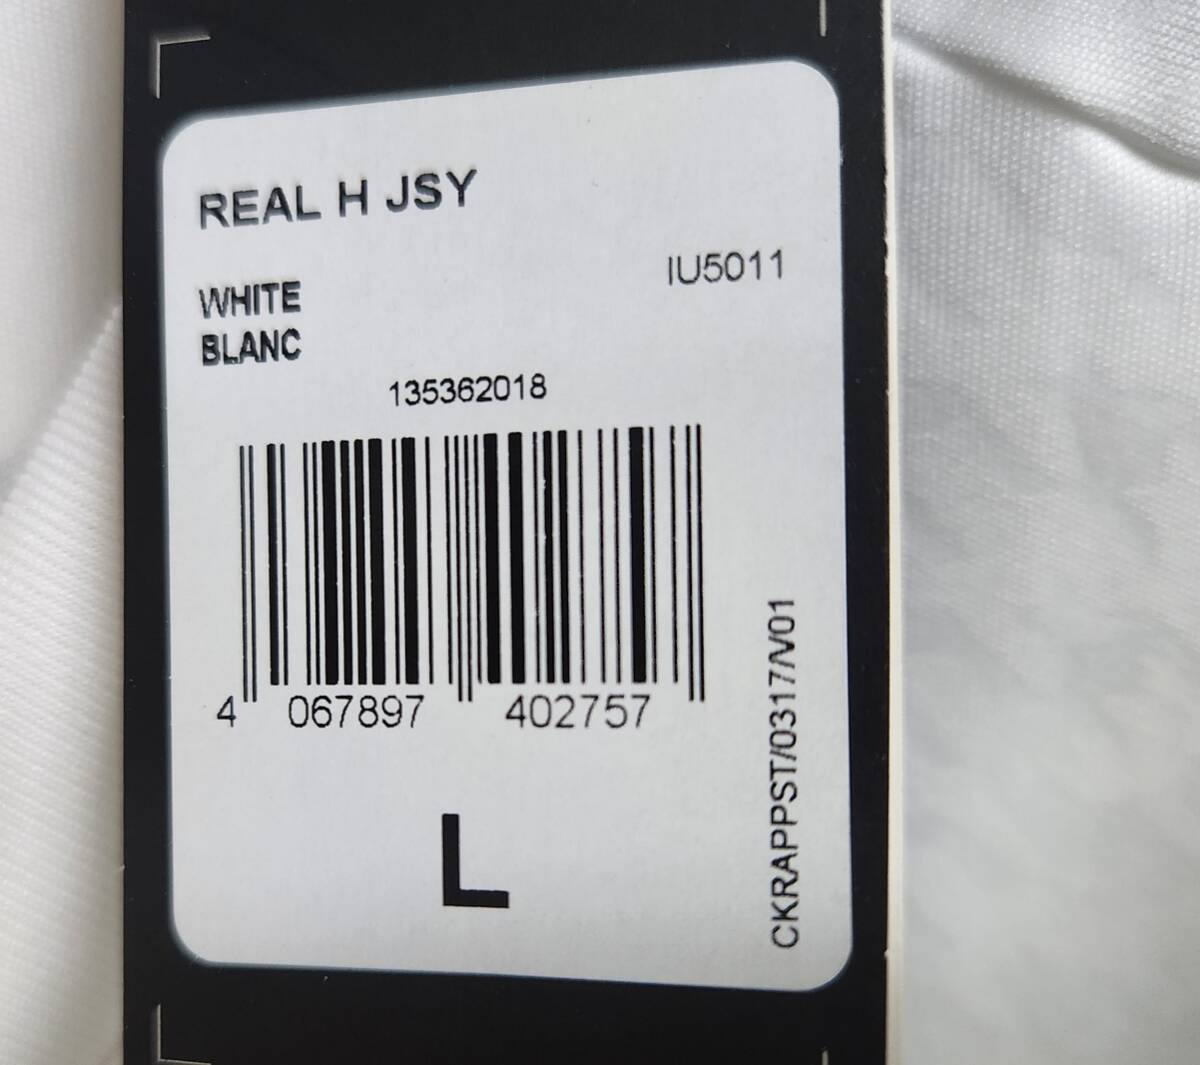 REAL H JSY
IU5011
WHITE
BLANC
135362018
4 067897 402757
L
CKRAPPST/0317/V01